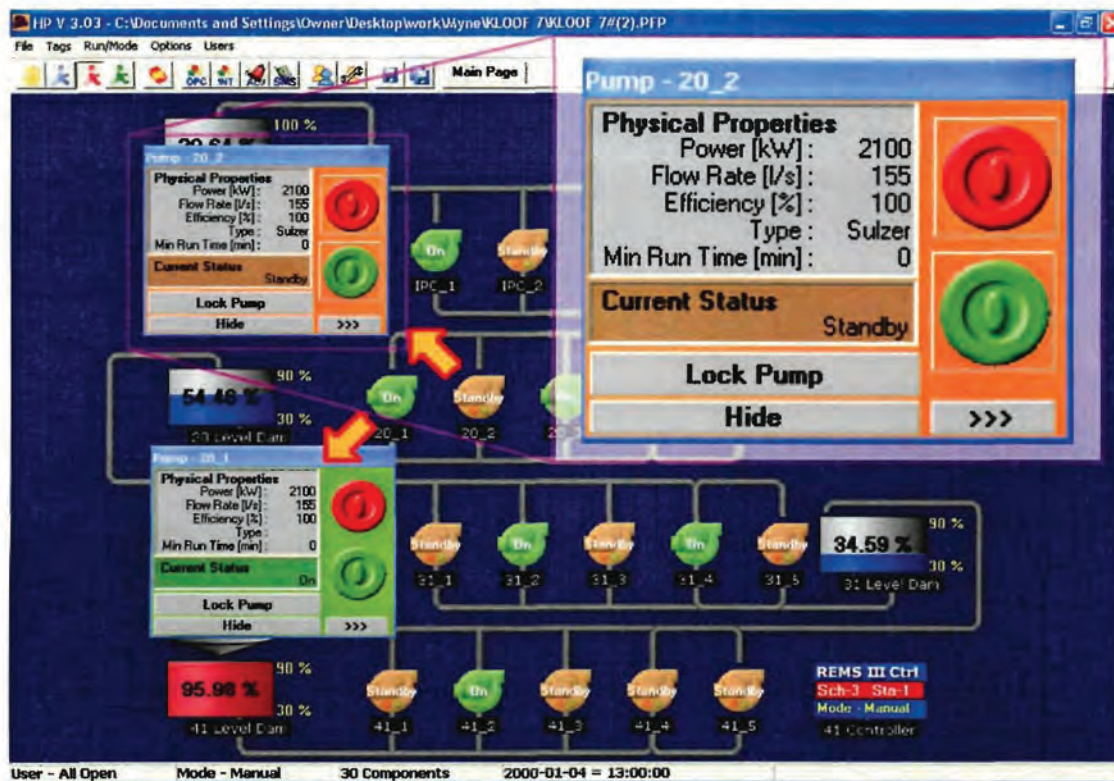 HP V 3.03 - C:\Documents and Settings\Owner\Desktop\work\Myne\KLOOF 7\KLOOF 7#(2).PFP
File Tags Run/Mode Options Users
OPC INT SMS Main Page
100 %
Pump - 20_2
Physical Properties
Power [kW] : 2100
Flow Rate [l/s] : 155
Efficiency [%] : 100
Type : Sulzer
Min Run Time [min] : 0
Current Status
Standby
Lock Pump
Hide >>>
Pump - 20_2
Physical Properties
Power [kW] : 2100
Flow Rate [l/s] : 155
Efficiency [%] : 100
Type : Sulzer
Min Run Time [min] : 0
Current Status
Standby
Lock Pump
Hide >>>
On Standby
IPC_1 IPC_2
90 %
54.48 %
30 %
Level Dam
On Standby
20_1 20_2
Pump - 20_1
Physical Properties
Power [kW] : 2100
Flow Rate [l/s] : 155
Efficiency [%] : 100
Type :
Min Run Time [min] : 0
Current Status
On
Lock Pump
Hide >>>
Standby On Standby On Standby
31_1 31_2 31_3 31_4 31_5
90 %
34.59 %
30 %
31 Level Dam
90 %
95.98 %
30 %
41 Level Dam
Standby On Standby Standby Standby
41_1 41_2 41_3 41_4 41_5
REMS III Ctrl
Sch-3 Sta-1
Mode - Manual
41 Controller
User - All Open Mode - Manual 30 Components 2000-01-04 = 13:00:00